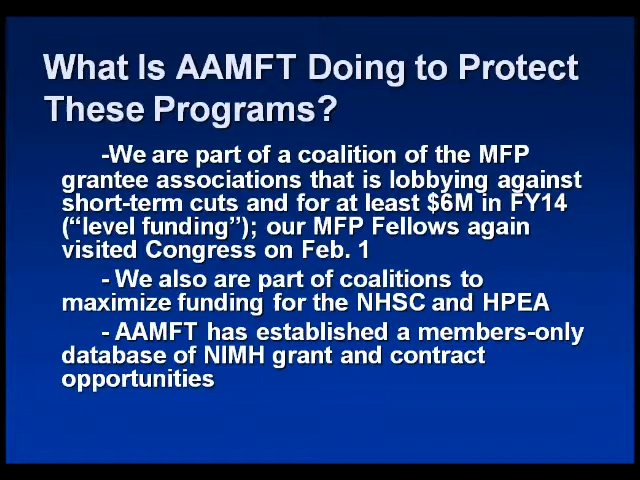 What Is AAMFT Doing to Protect
These Programs?
-We are part of a coalition of the MFP
grantee associations that is lobbying against
short-term cuts and for at least $6M in FY14
(“level funding”); our MFP Fellows again
visited Congress on Feb. 1
- We also are part of coalitions to
maximize funding for the NHSC and HPEA
- AAMFT has established a members-only
database of NIMH grant and contract
opportunities